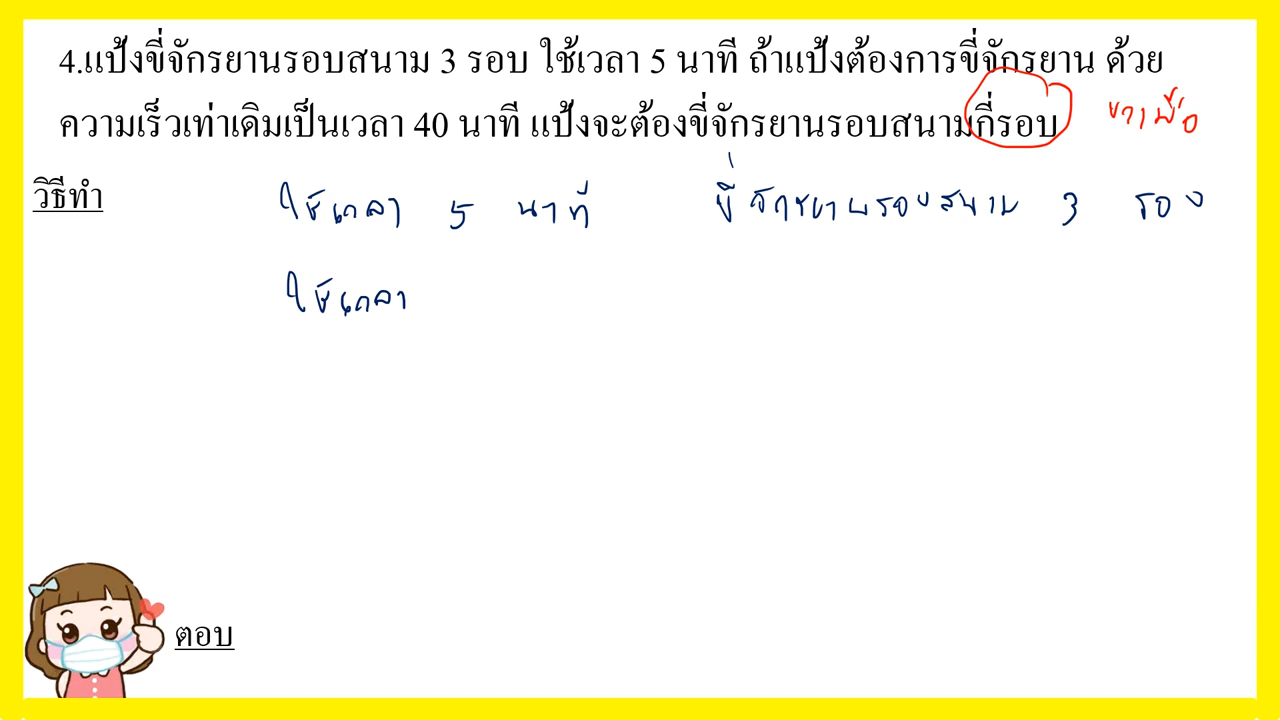 4.แป้งขี่จักรยานรอบสนาม 3 รอบ ใช้เวลา 5 นาที ถ้าแป้งต้องการขี่จักรยาน ด้วย
ความเร็วเท่าเดิมเป็นเวลา 40 นาที แป้งจะต้องขี่จักรยานรอบสนามกี่รอบ ขวามือ
วิธีทำ ใช้เวลา 5 นาที ขี่จักรยานรอบสนาม 3 รอบ
ใช้เวลา
ตอบ